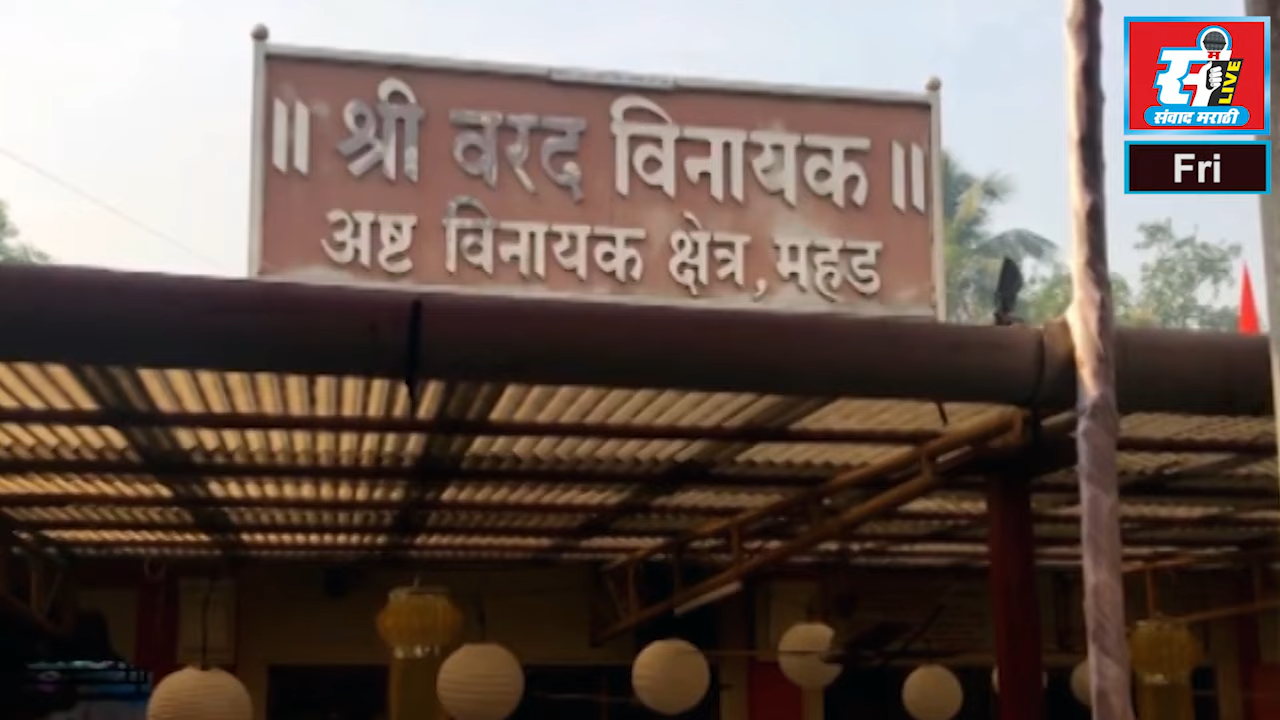 ॥ श्री वरद विनायक ॥
अष्ट विनायक क्षेत्र, महड
स
म
LIVE
संवाद मराठी
Fri